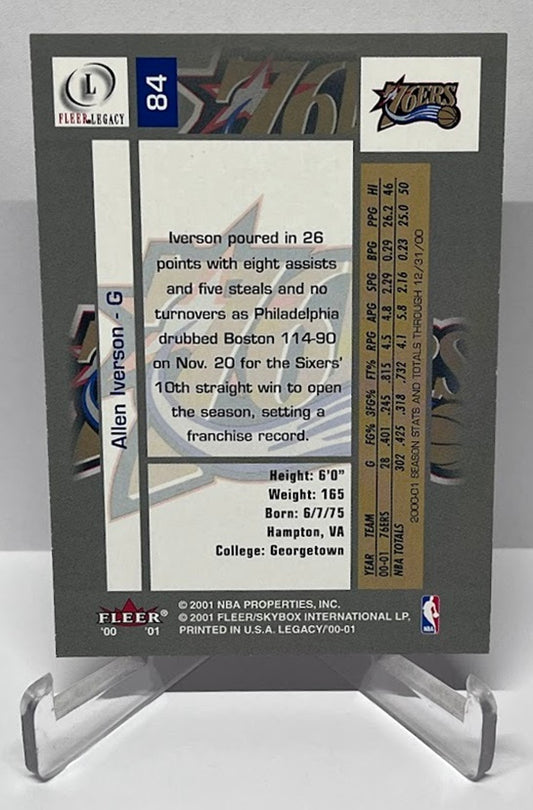 L
FLEER LEGACY
84
76
76ERS
Allen Iverson - G
Iverson poured in 26
points with eight assists
and five steals and no
turnovers as Philadelphia
drubbed Boston 114-90
on Nov. 20 for the Sixers'
10th straight win to open
the season, setting a
franchise record.
Height: 6'0"
Weight: 165
Born: 6/7/75
Hampton, VA
College: Georgetown
YEAR TEAM G FG% 3FG% FT% RPG APG SPG BPG PPG HI
00-01 76ERS 28 .401 .245 .815 4.5 4.8 2.29 0.29 26.2 46
NBA TOTALS 302 .425 .318 .732 4.1 5.8 2.16 0.23 25.0 50
2000-01 SEASON STATS AND TOTALS THROUGH 12/31/00
FLEER®
'00 '01
© 2001 NBA PROPERTIES, INC.
© 2001 FLEER/SKYBOX INTERNATIONAL LP,
PRINTED IN U.S.A. LEGACY/'00-01
NBA